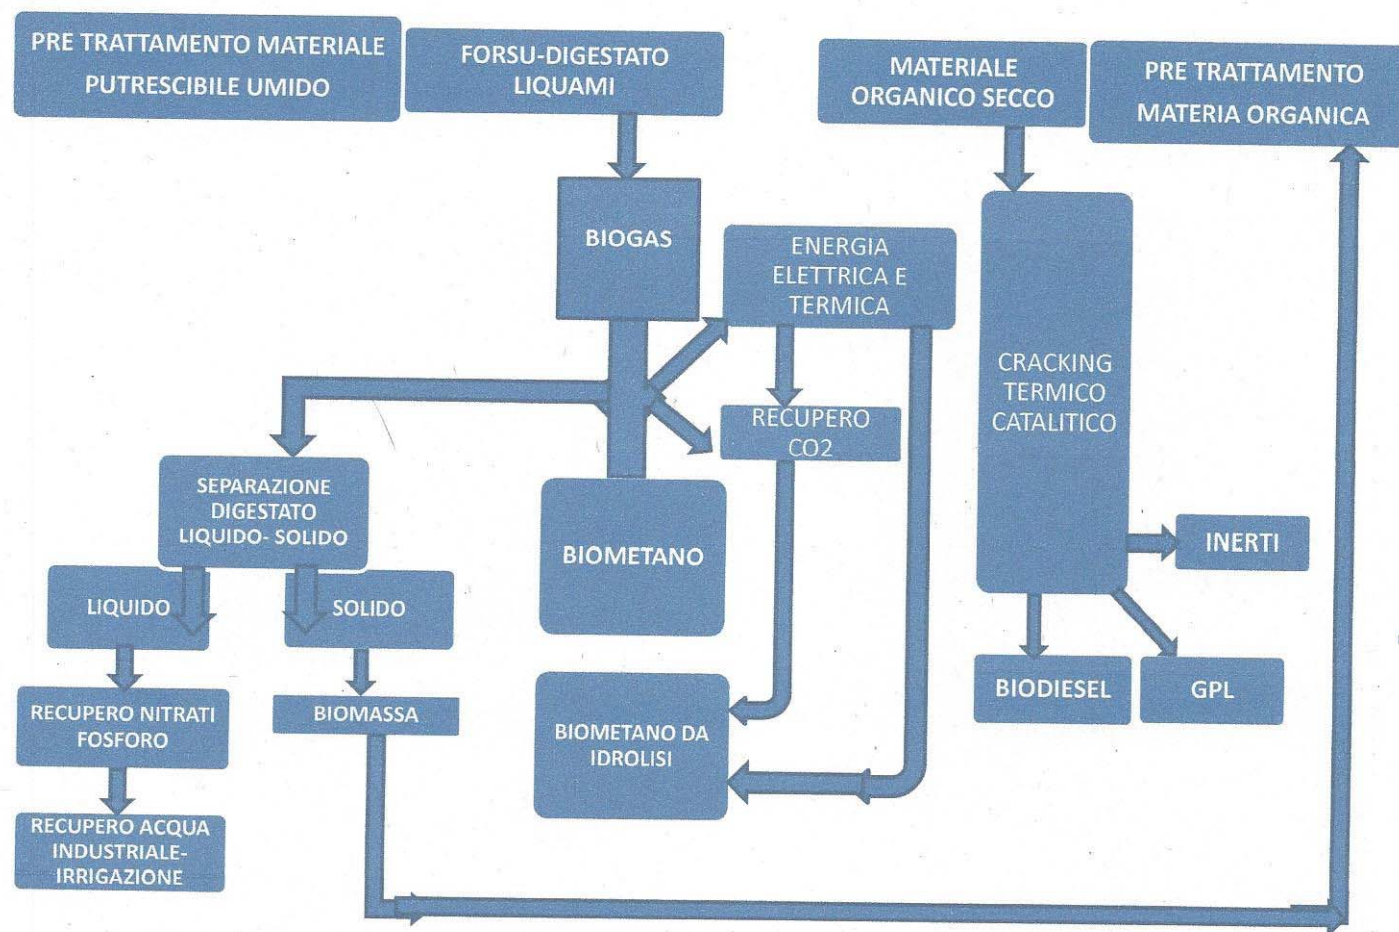 PRE TRATTAMENTO MATERIALE
PUTRESCIBILE UMIDO
FORSU-DIGESTATO
LIQUAMI
MATERIALE
ORGANICO SECCO
PRE TRATTAMENTO
MATERIA ORGANICA
BIOGAS
ENERGIA
ELETTRICA E
TERMICA
CRACKING
TERMICO
CATALITICO
RECUPERO
CO2
SEPARAZIONE
DIGESTATO
LIQUIDO- SOLIDO
BIOMETANO
INERTI
LIQUIDO
SOLIDO
BIODIESEL
GPL
RECUPERO NITRATI
FOSFORO
BIOMASSA
BIOMETANO DA
IDROLISI
RECUPERO ACQUA
INDUSTRIALE-
IRRIGAZIONE